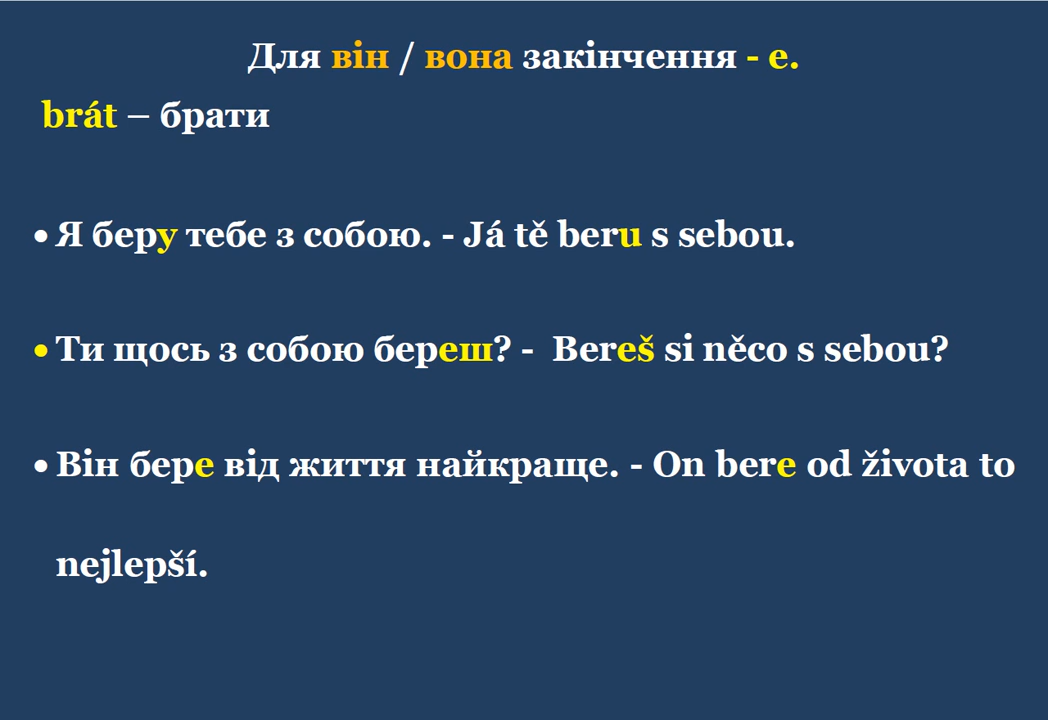 Для він / вона закінчення - е.
brát – брати
• Я беру тебе з собою. - Já tě beru s sebou.
• Ти щось з собою береш? - Bereš si něco s sebou?
• Він бере від життя найкраще. - On bere od života to
nejlepší.